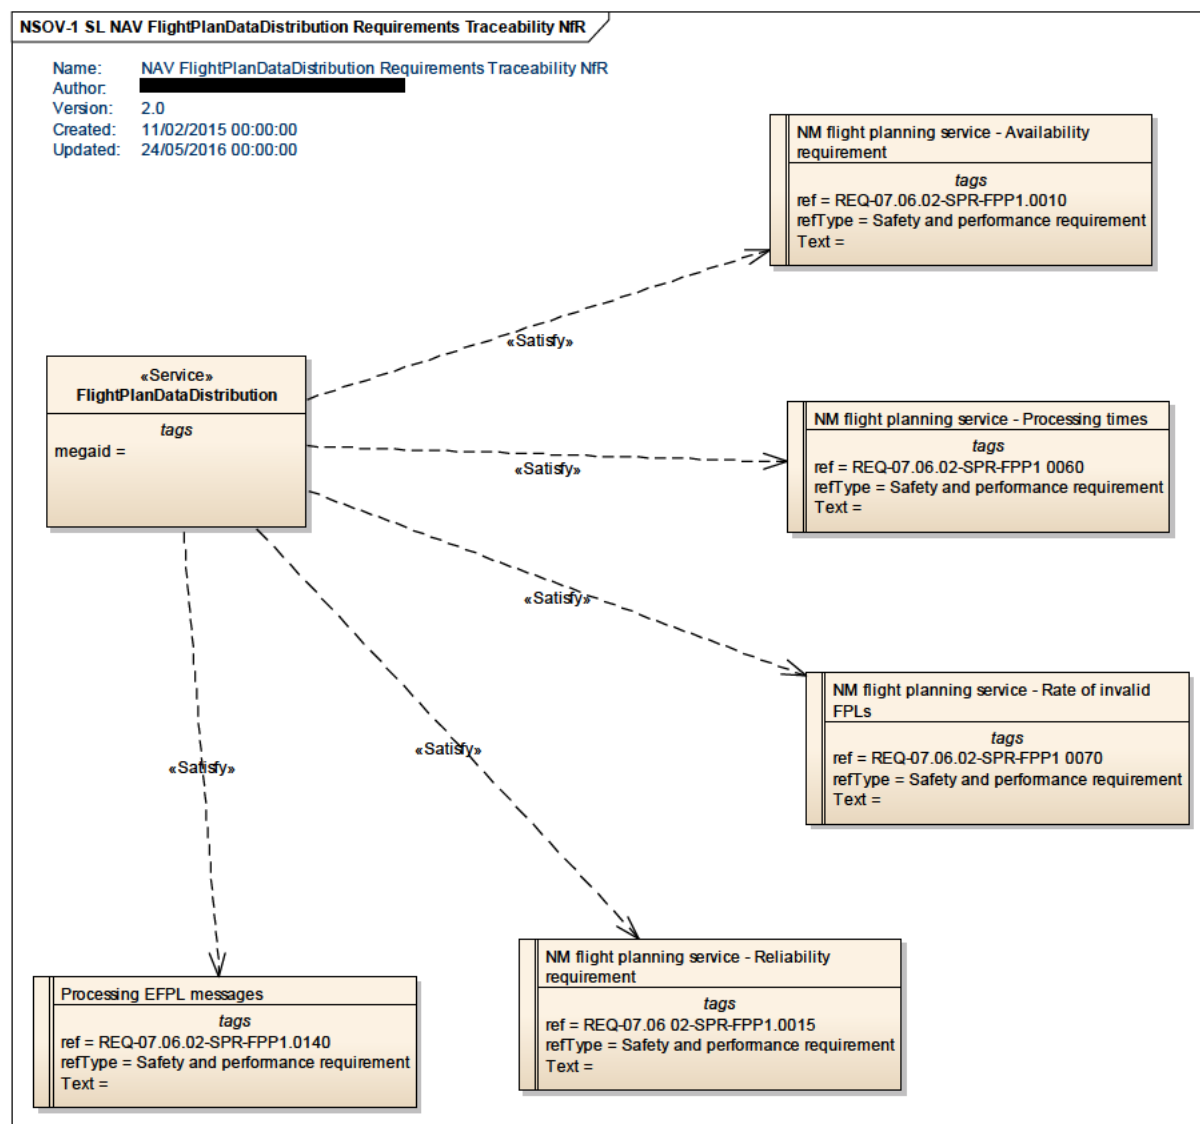 NSOV-1 SL NAV FlightPlanDataDistribution Requirements Traceability NfR
Name: NAV FlightPlanDataDistribution Requirements Traceability NfR
Author:
Version: 2.0
Created: 11/02/2015 00:00:00
Updated: 24/05/2016 00:00:00
NM flight planning service - Availability
requirement
tags
ref = REQ-07.06.02-SPR-FPP1.0010
refType = Safety and performance requirement
Text =
«Satisfy»
«Service»
FlightPlanDataDistribution
tags
megaid =
NM flight planning service - Processing times
tags
ref = REQ-07.06.02-SPR-FPP1 0060
refType = Safety and performance requirement
Text =
«Satisfy»
«Satisfy»
NM flight planning service - Rate of invalid
FPLs
tags
ref = REQ-07.06.02-SPR-FPP1 0070
refType = Safety and performance requirement
Text =
«Satisfy»
«Satisfy»
NM flight planning service - Reliability
requirement
tags
ref = REQ-07.06 02-SPR-FPP1.0015
refType = Safety and performance requirement
Text =
Processing EFPL messages
tags
ref = REQ-07.06.02-SPR-FPP1.0140
refType = Safety and performance requirement
Text =